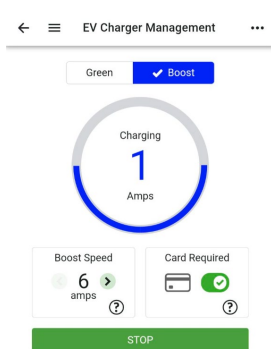 EV Charger Management
Green
Boost
Charging
1
Amps
Boost Speed
Card Required
6
amps
?
?
STOP